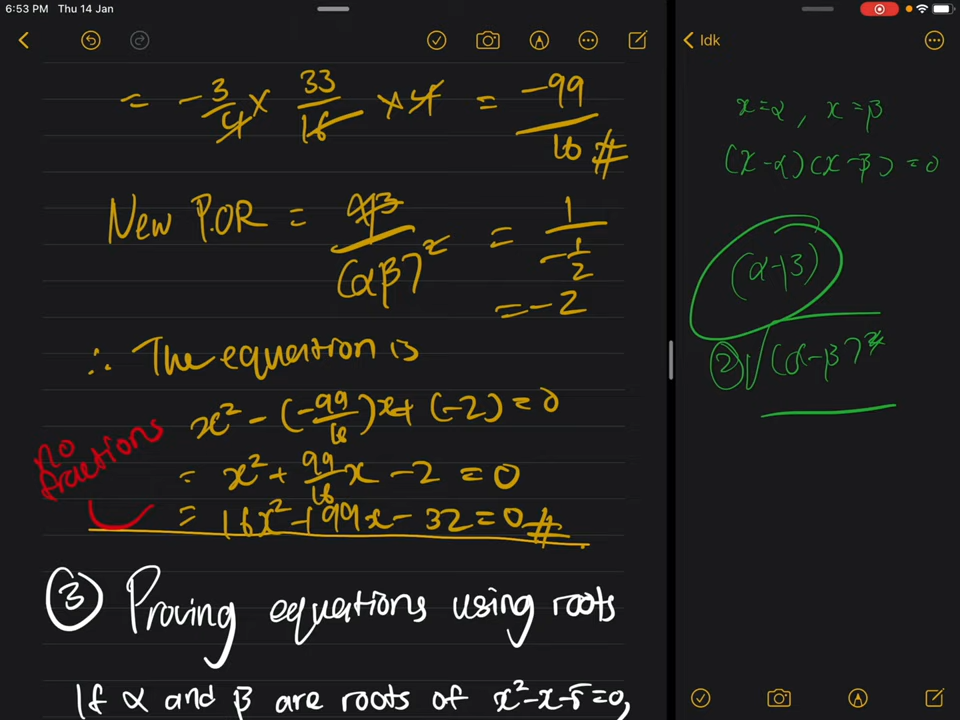 6:53 PM Thu 14 Jan
= -3/4 × 33/16 × 4 = -99/16 #
New P.OR = αβ/(αβ)² = 1/(-1/2)
= -2
∴ The equation is
x² - (-99/16)x + (-2) = 0
= x² + 99/16 x - 2 = 0
= 16x² + 99x - 32 = 0 #
no
fractions
③ Proving equations using roots
If α and β are roots of x²-x-5=0,
Idk
x=α, x=β
(x-α)(x-β) = 0
(α-β)
② √(α-β)²